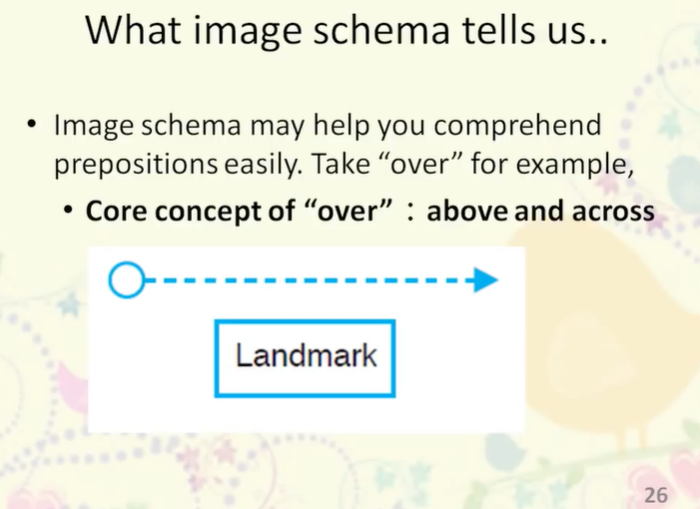 What image schema tells us..
• Image schema may help you comprehend
prepositions easily. Take “over” for example,
• Core concept of “over”：above and across
Landmark
26